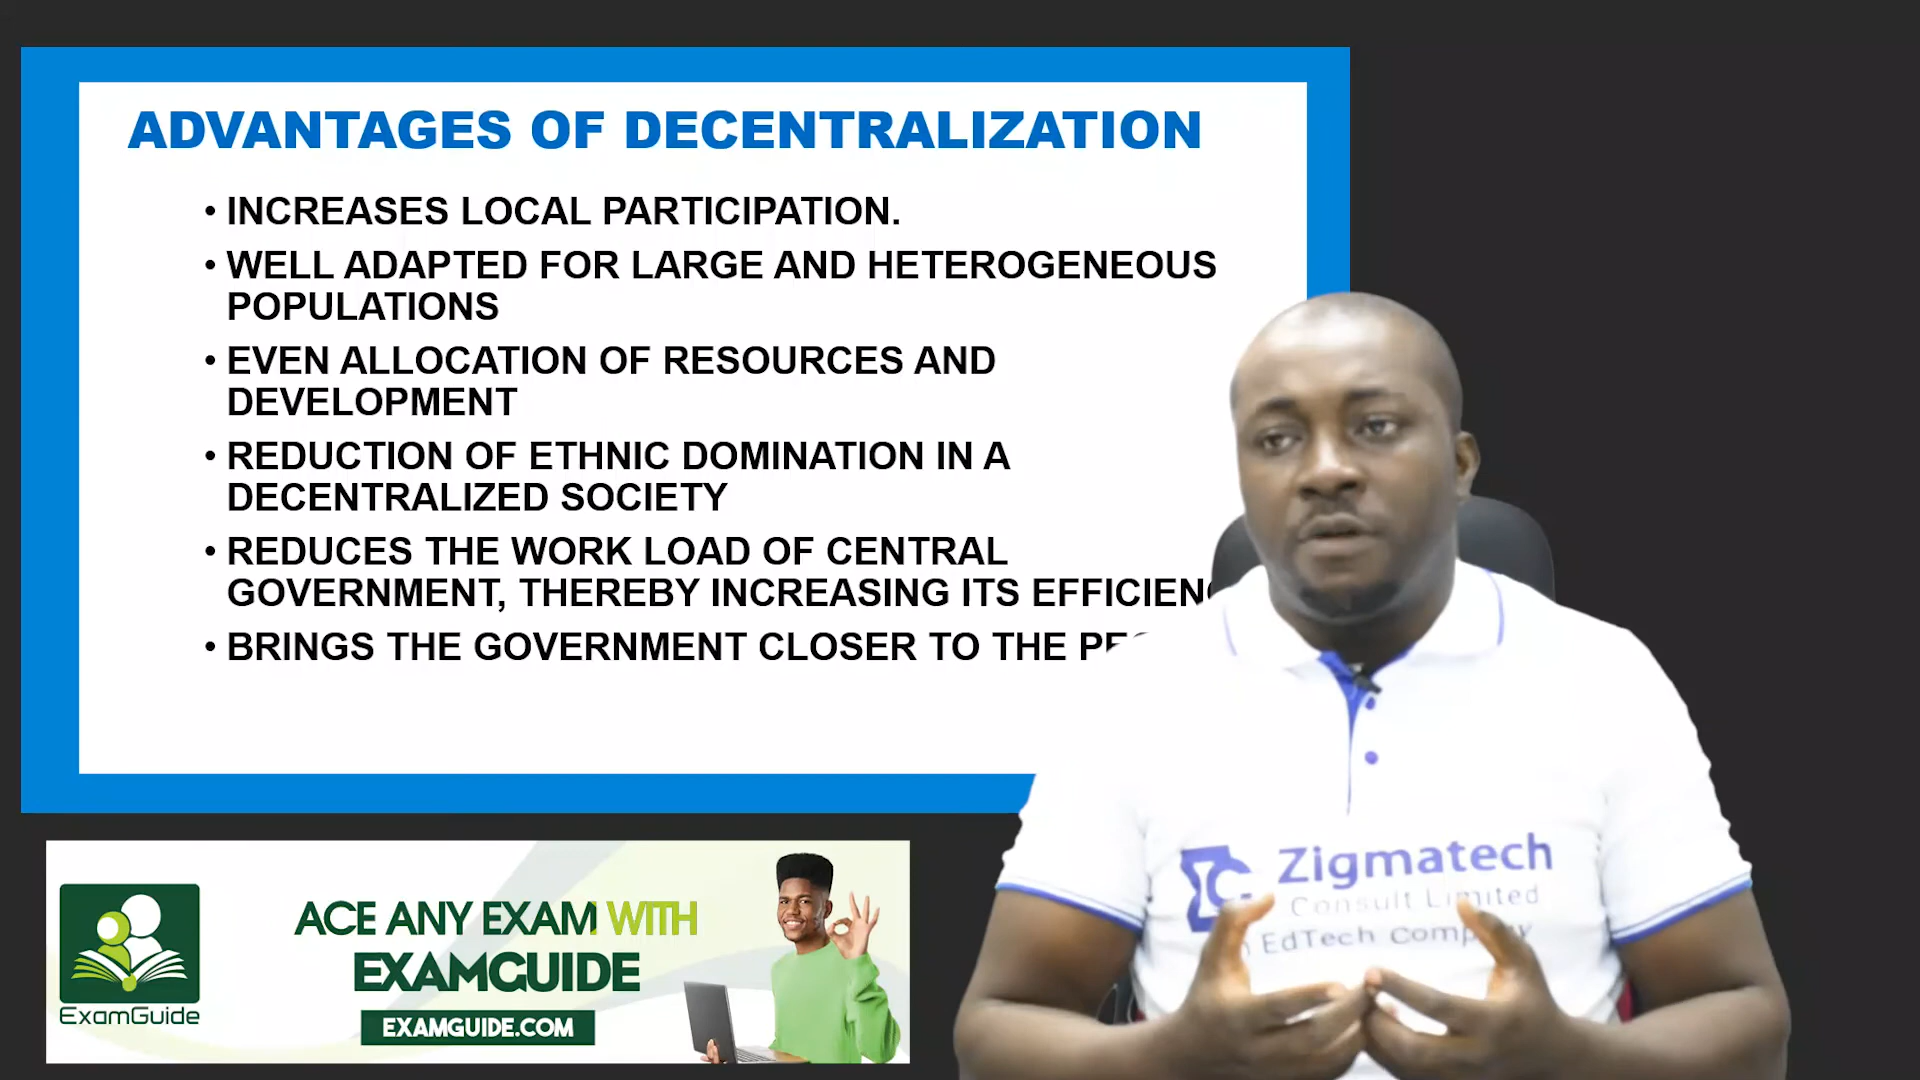 ADVANTAGES OF DECENTRALIZATION
• INCREASES LOCAL PARTICIPATION.
• WELL ADAPTED FOR LARGE AND HETEROGENEOUS
POPULATIONS
• EVEN ALLOCATION OF RESOURCES AND
DEVELOPMENT
• REDUCTION OF ETHNIC DOMINATION IN A
DECENTRALIZED SOCIETY
• REDUCES THE WORK LOAD OF CENTRAL
GOVERNMENT, THEREBY INCREASING ITS
• BRINGS THE GOVERNMENT CLOSER TO THE
Zigmatech
Consult Limited
EdTech
ExamGuide
ACE ANY EXAM WITH
EXAMGUIDE
EXAMGUIDE.COM